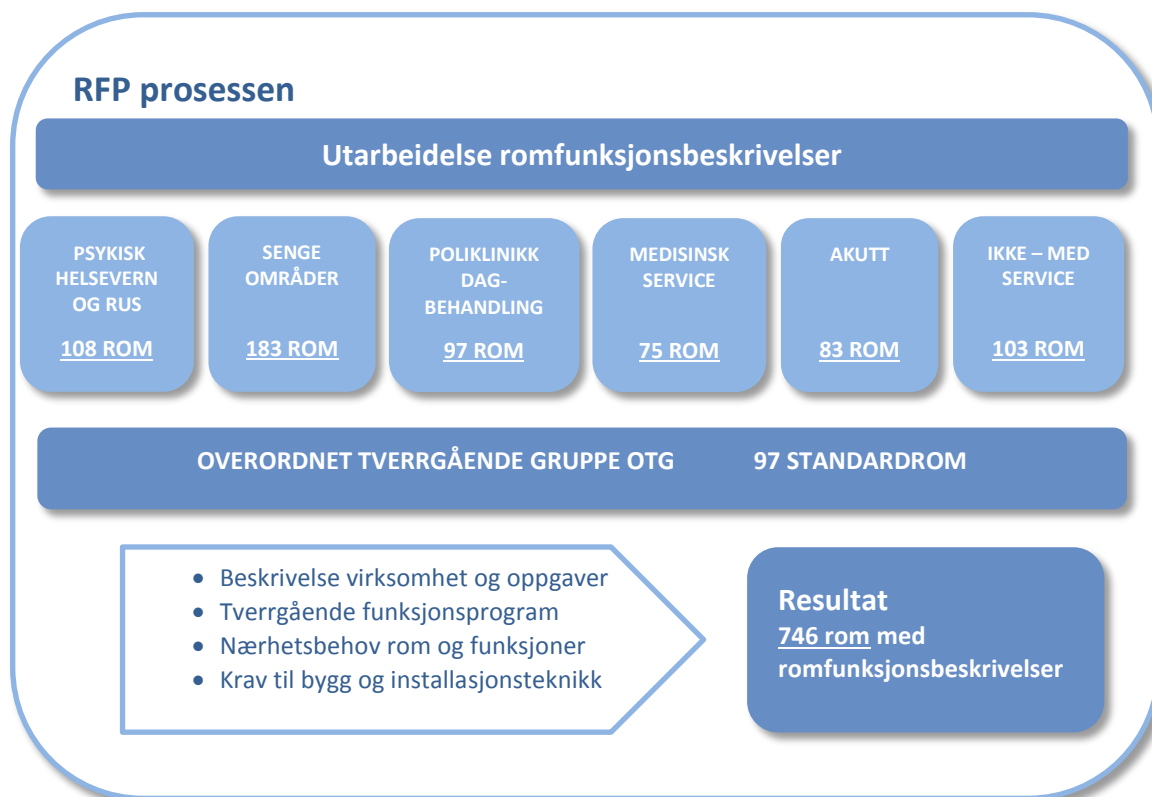 RFP prosessen
Utarbeidelse romfunksjonsbeskrivelser
PSYKISK
HELSEVERN
OG RUS
108 ROM
SENGE
OMRÅDER
183 ROM
POLIKLINIKK
DAG-
BEHANDLING
97 ROM
MEDISINSK
SERVICE
75 ROM
AKUTT
83 ROM
IKKE – MED
SERVICE
103 ROM
OVERORDNET TVERRGÅENDE GRUPPE OTG 97 STANDARDROM
• Beskrivelse virksomhet og oppgaver
• Tverrgående funksjonsprogram
• Nærhetsbehov rom og funksjoner
• Krav til bygg og installasjonsteknikk
Resultat
746 rom med
romfunksjonsbeskrivelser